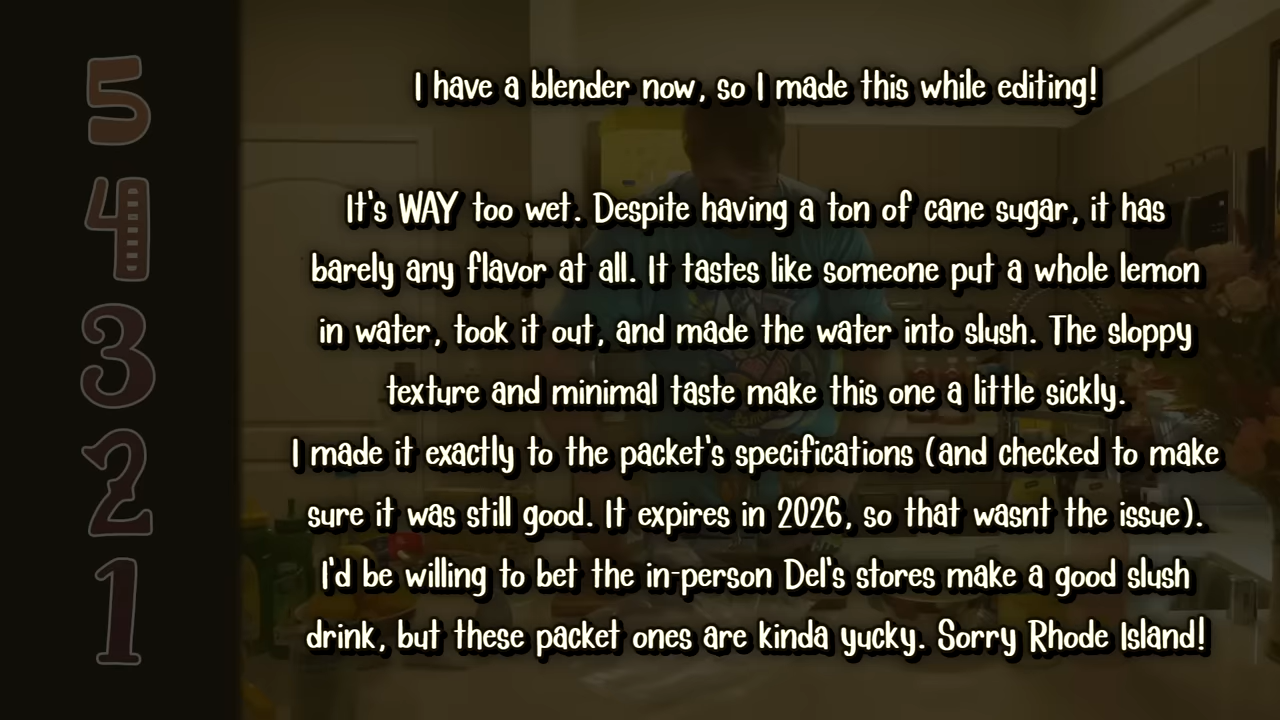 5
4
3
2
1
I have a blender now, so I made this while editing!
It's WAY too wet. Despite having a ton of cane sugar, it has
barely any flavor at all. It tastes like someone put a whole lemon
in water, took it out, and made the water into slush. The sloppy
texture and minimal taste make this one a little sickly.
I made it exactly to the packet's specifications (and checked to make
sure it was still good. It expires in 2026, so that wasnt the issue).
I'd be willing to bet the in-person Del's stores make a good slush
drink, but these packet ones are kinda yucky. Sorry Rhode Island!